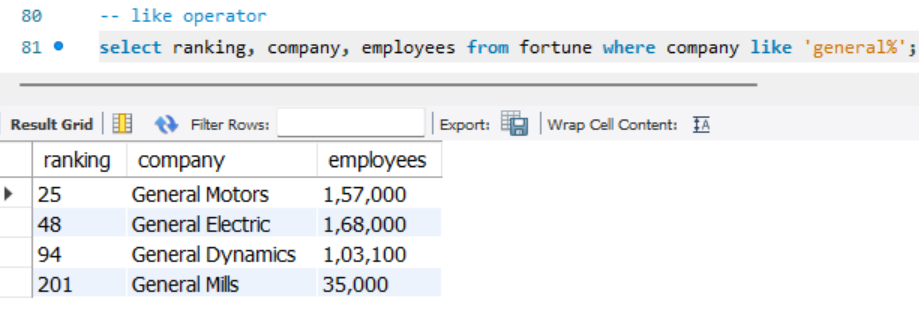 80 -- like operator
81 select ranking, company, employees from fortune where company like 'general%';
Result Grid Filter Rows: Export: Wrap Cell Content: IA
ranking company employees
25 General Motors 1,57,000
48 General Electric 1,68,000
94 General Dynamics 1,03,100
201 General Mills 35,000